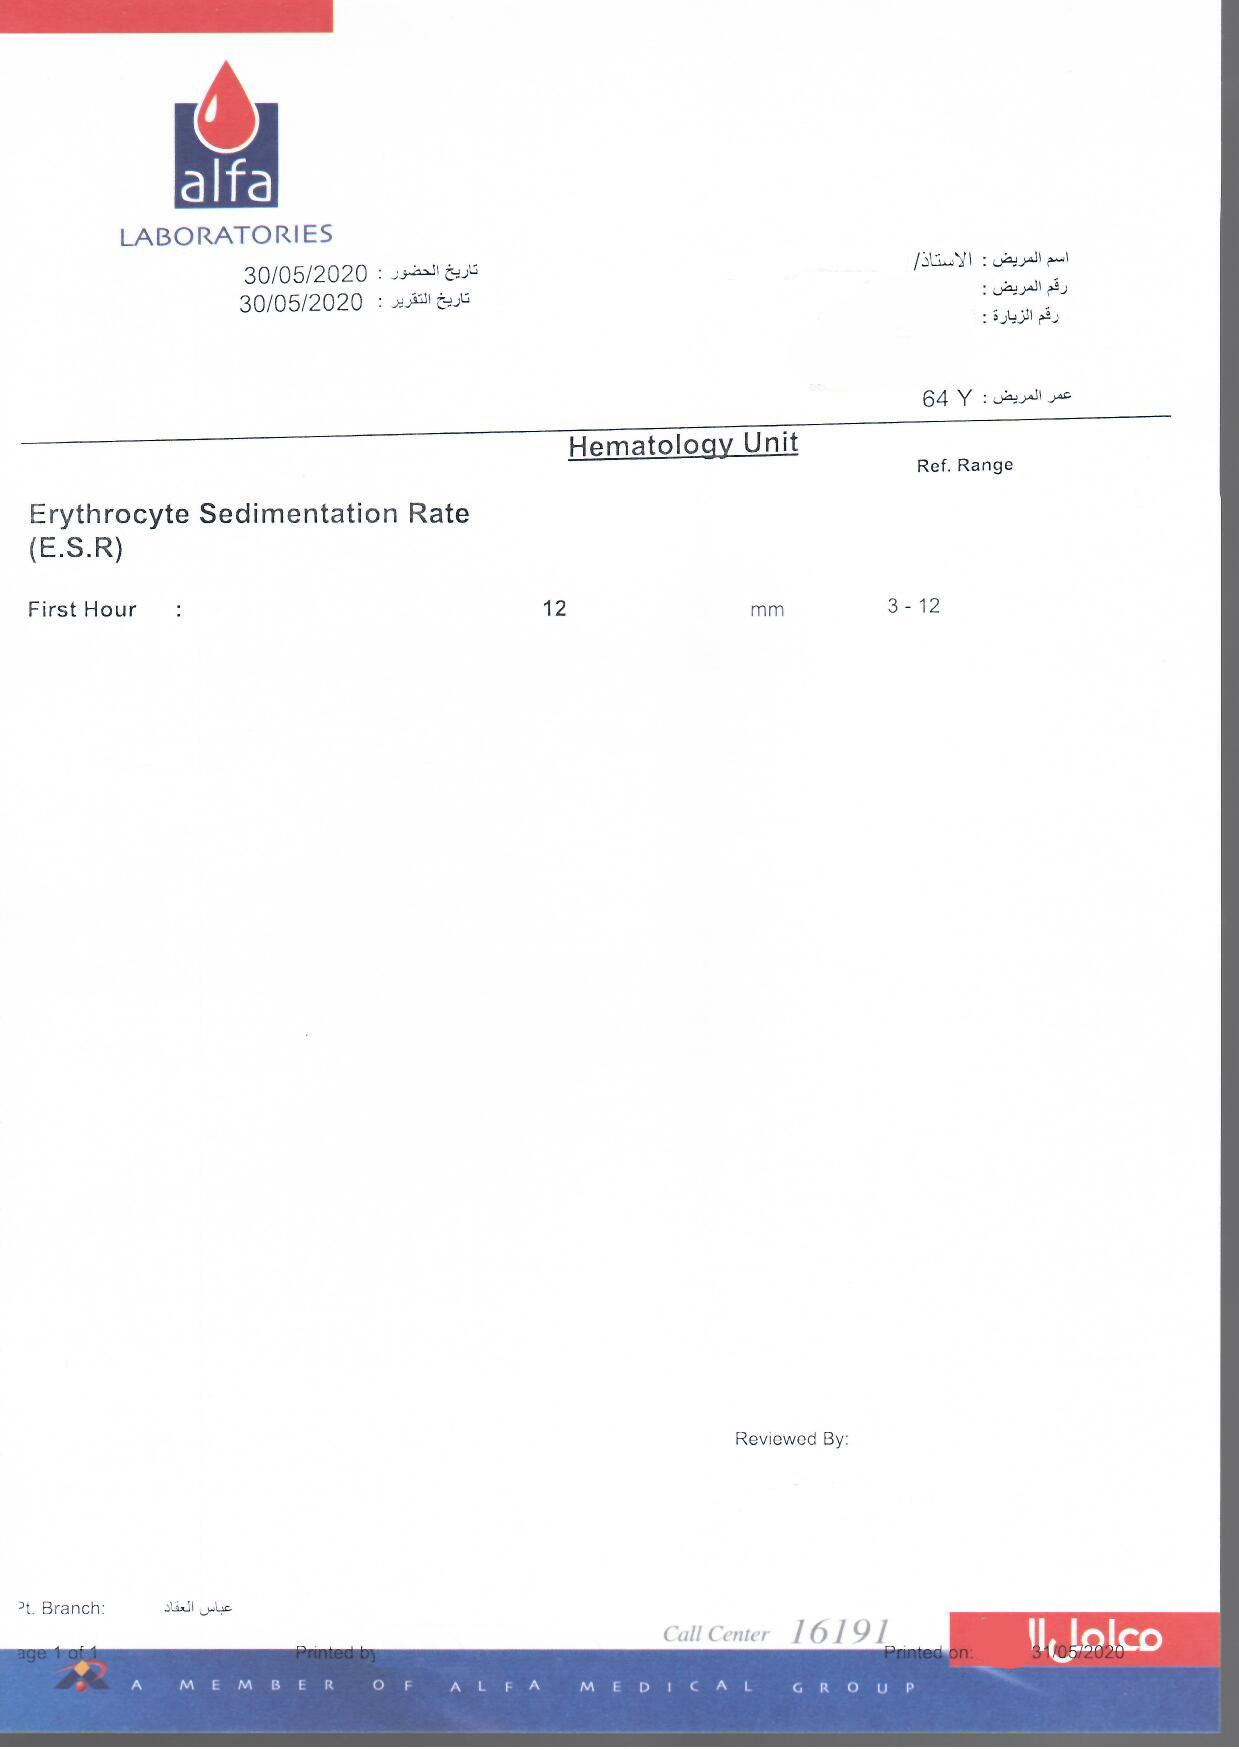 alfa
LABORATORIES
اسم المريض : الاستاذ/
تاريخ الحضور : 30/05/2020
رقم المريض :
تاريخ التقرير : 30/05/2020
رقم الزيارة :
عمر المريض : 64 Y
Hematology Unit
Ref. Range
Erythrocyte Sedimentation Rate
(E.S.R)
First Hour : 12 mm 3 - 12
Reviewed By:
Pt. Branch: عباس العقاد
Call Center 16191
age 1 of 1 Printed by Printed on: 31/05/2020
A MEMBER OF ALFA MEDICAL GROUP